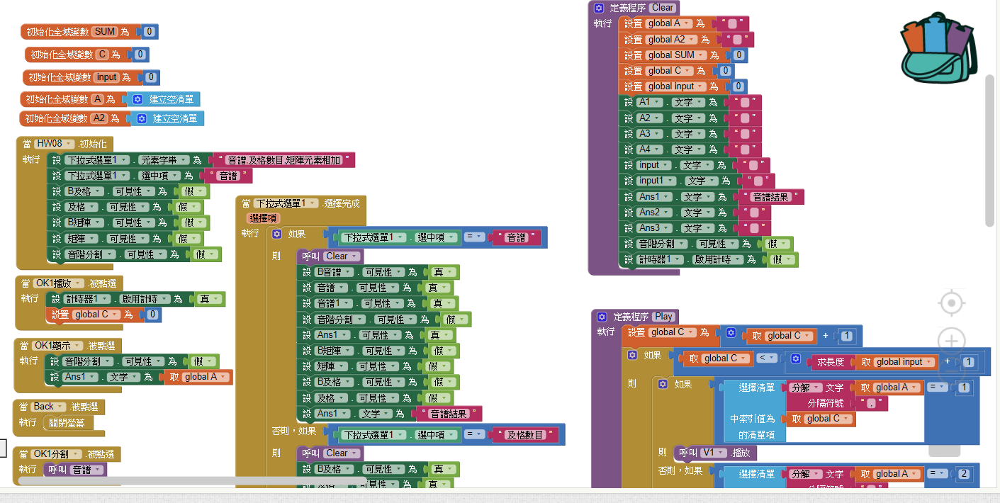 初始化全域變數 SUM 為 0
初始化全域變數 C 為 0
初始化全域變數 input 為 0
初始化全域變數 A 為 建立空清單
初始化全域變數 A2 為 建立空清單
當 HW08 .初始化
執行 設 下拉式選單1 . 元素字串 為 " 音譜,及格數目,矩陣元素相加 "
設 下拉式選單1 . 選中項 為 " 音譜 "
設 B及格 . 可見性 為 假
設 及格 . 可見性 為 假
設 B矩陣 . 可見性 為 假
設 矩陣 . 可見性 為 假
設 音階分割 . 可見性 為 假
當 OK1播放 .被點選
執行 設 計時器1 . 啟用計時 為 真
設置 global C 為 0
當 OK1顯示 .被點選
執行 設 音階分割 . 可見性 為 假
設 Ans1 . 文字 為 取 global A
當 Back .被點選
執行 關閉螢幕
當 OK1分割 .被點選
執行 呼叫 音譜
當 下拉式選單1 .選擇完成
選擇項
執行 如果 下拉式選單1 . 選中項 = " 音譜 "
則 呼叫 Clear
設 B音譜 . 可見性 為 真
設 音譜 . 可見性 為 真
設 音譜1 . 可見性 為 真
設 音階分割 . 可見性 為 假
設 Ans1 . 可見性 為 真
設 B矩陣 . 可見性 為 假
設 矩陣 . 可見性 為 假
設 B及格 . 可見性 為 假
設 及格 . 可見性 為 假
設 Ans1 . 文字 為 " 音譜結果 "
否則，如果 下拉式選單1 . 選中項 = " 及格數目 "
則 呼叫 Clear
設 B及格 . 可見性 為 真
設 及格 . 可見性 為 真
定義程序 Clear
執行 設置 global A 為 " "
設置 global A2 為 " "
設置 global SUM 為 0
設置 global C 為 0
設置 global input 為 0
設 A1 . 文字 為 " "
設 A2 . 文字 為 " "
設 A3 . 文字 為 " "
設 A4 . 文字 為 " "
設 input . 文字 為 " "
設 input1 . 文字 為 " "
設 Ans1 . 文字 為 " 音譜結果 "
設 Ans2 . 文字 為 " "
設 Ans3 . 文字 為 " "
設 音階分割 . 可見性 為 假
設 計時器1 . 啟用計時 為 假
定義程序 Play
執行 設置 global C 為 取 global C + 1
如果 取 global C < 求長度 取 global input + 1
則 如果 選擇清單 分解 文字 取 global A = 1
分隔符號 " , "
中索引值為 取 global C
的清單項
則 呼叫 V1 .播放
否則，如果 選擇清單 分解 文字 取 global A = 2
分隔符號